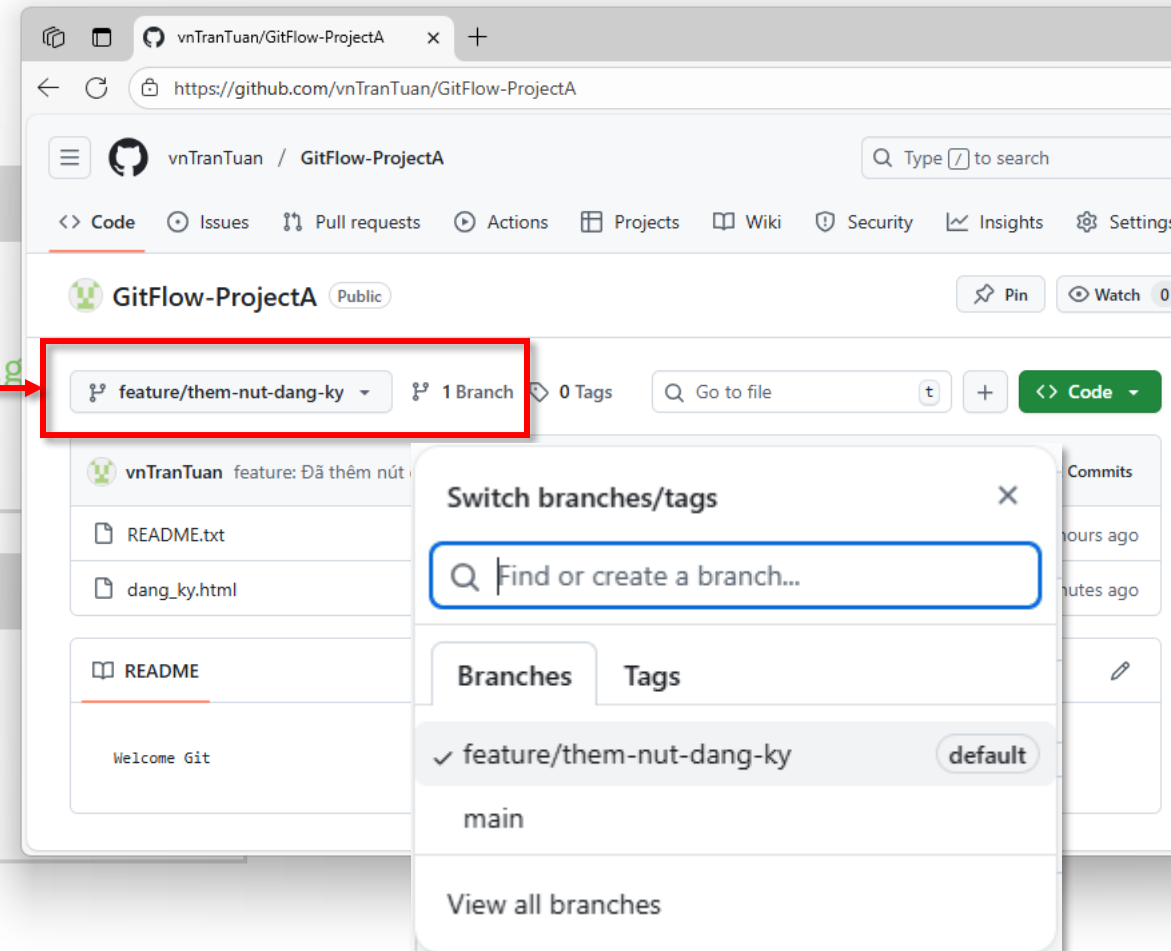 vnTranTuan/GitFlow-ProjectA
https://github.com/vnTranTuan/GitFlow-ProjectA
vnTranTuan / GitFlow-ProjectA
Type / to search
Code Issues Pull requests Actions Projects Wiki Security Insights Settings
GitFlow-ProjectA Public
Pin Watch 0
g
feature/them-nut-dang-ky 1 Branch 0 Tags Go to file t Code
vnTranTuan feature: Đã thêm nút Commits
README.txt ours ago
dang_ky.html utes ago
README
Welcome Git
Switch branches/tags
Find or create a branch...
Branches Tags
feature/them-nut-dang-ky default
main
View all branches